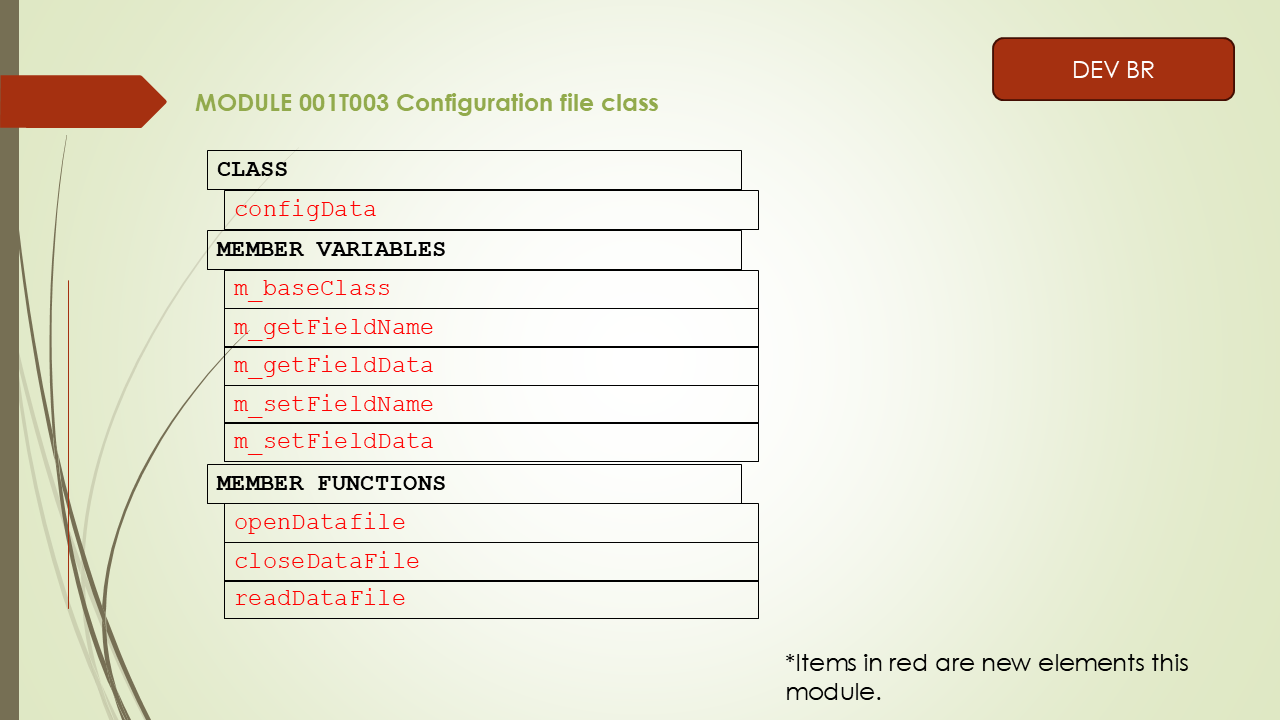 DEV BR
MODULE 001T003 Configuration file class
CLASS
configData
MEMBER VARIABLES
m_baseClass
m_getFieldName
m_getFieldData
m_setFieldName
m_setFieldData
MEMBER FUNCTIONS
openDatafile
closeDataFile
readDataFile
*Items in red are new elements this
module.